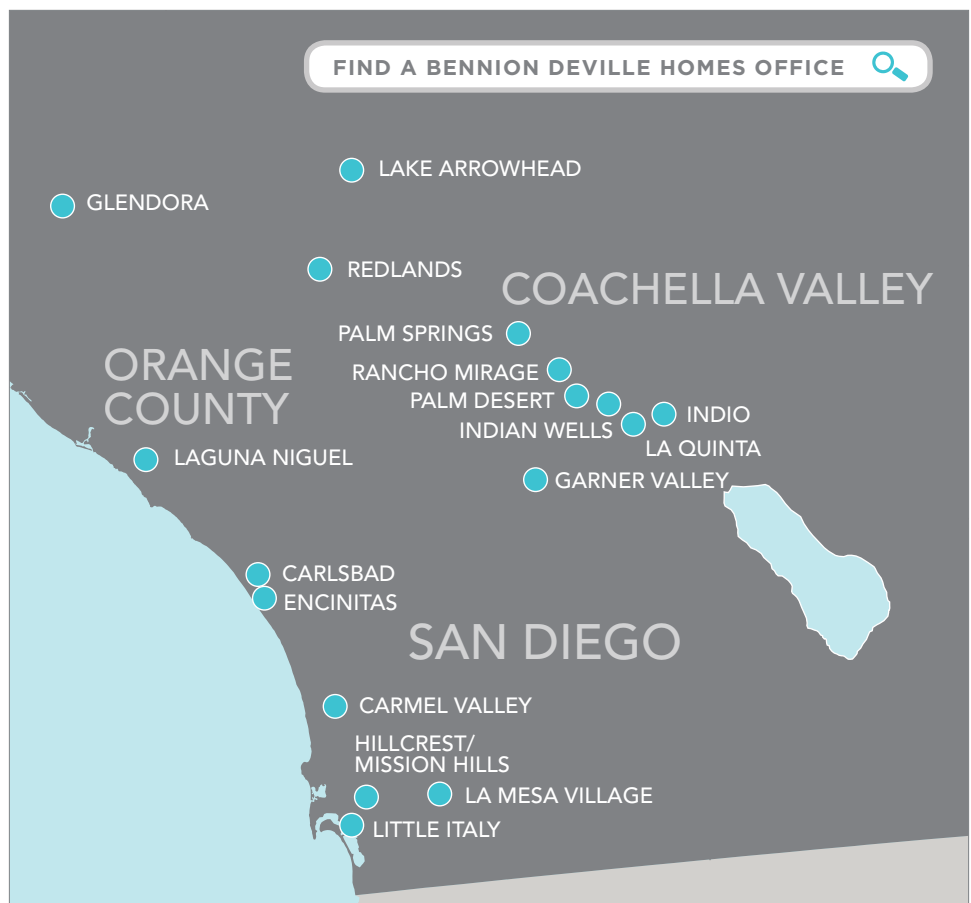 FIND A BENNION DEVILLE HOMES OFFICE
LAKE ARROWHEAD
GLENDORA
REDLANDS
COACHELLA VALLEY
PALM SPRINGS
ORANGE
COUNTY
RANCHO MIRAGE
PALM DESERT
INDIO
INDIAN WELLS
LA QUINTA
LAGUNA NIGUEL
GARNER VALLEY
CARLSBAD
ENCINITAS
SAN DIEGO
CARMEL VALLEY
HILLCREST/
MISSION HILLS
LA MESA VILLAGE
LITTLE ITALY